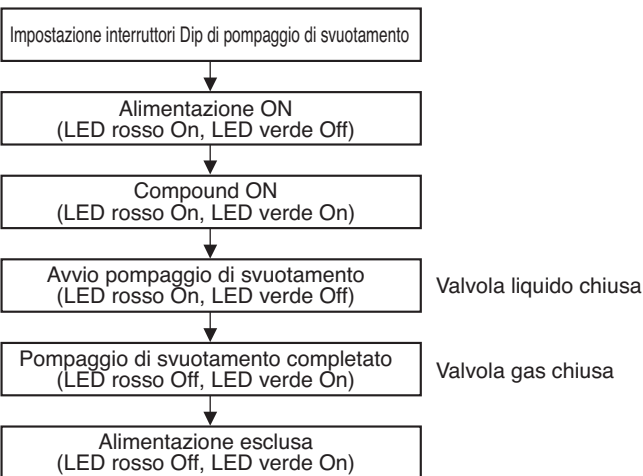 Impostazione interruttori Dip di pompaggio di svuotamento
Alimentazione ON
(LED rosso On, LED verde Off)
Compound ON
(LED rosso On, LED verde On)
Avvio pompaggio di svuotamento
(LED rosso On, LED verde Off)
Valvola liquido chiusa
Pompaggio di svuotamento completato
(LED rosso Off, LED verde On)
Valvola gas chiusa
Alimentazione esclusa
(LED rosso Off, LED verde On)